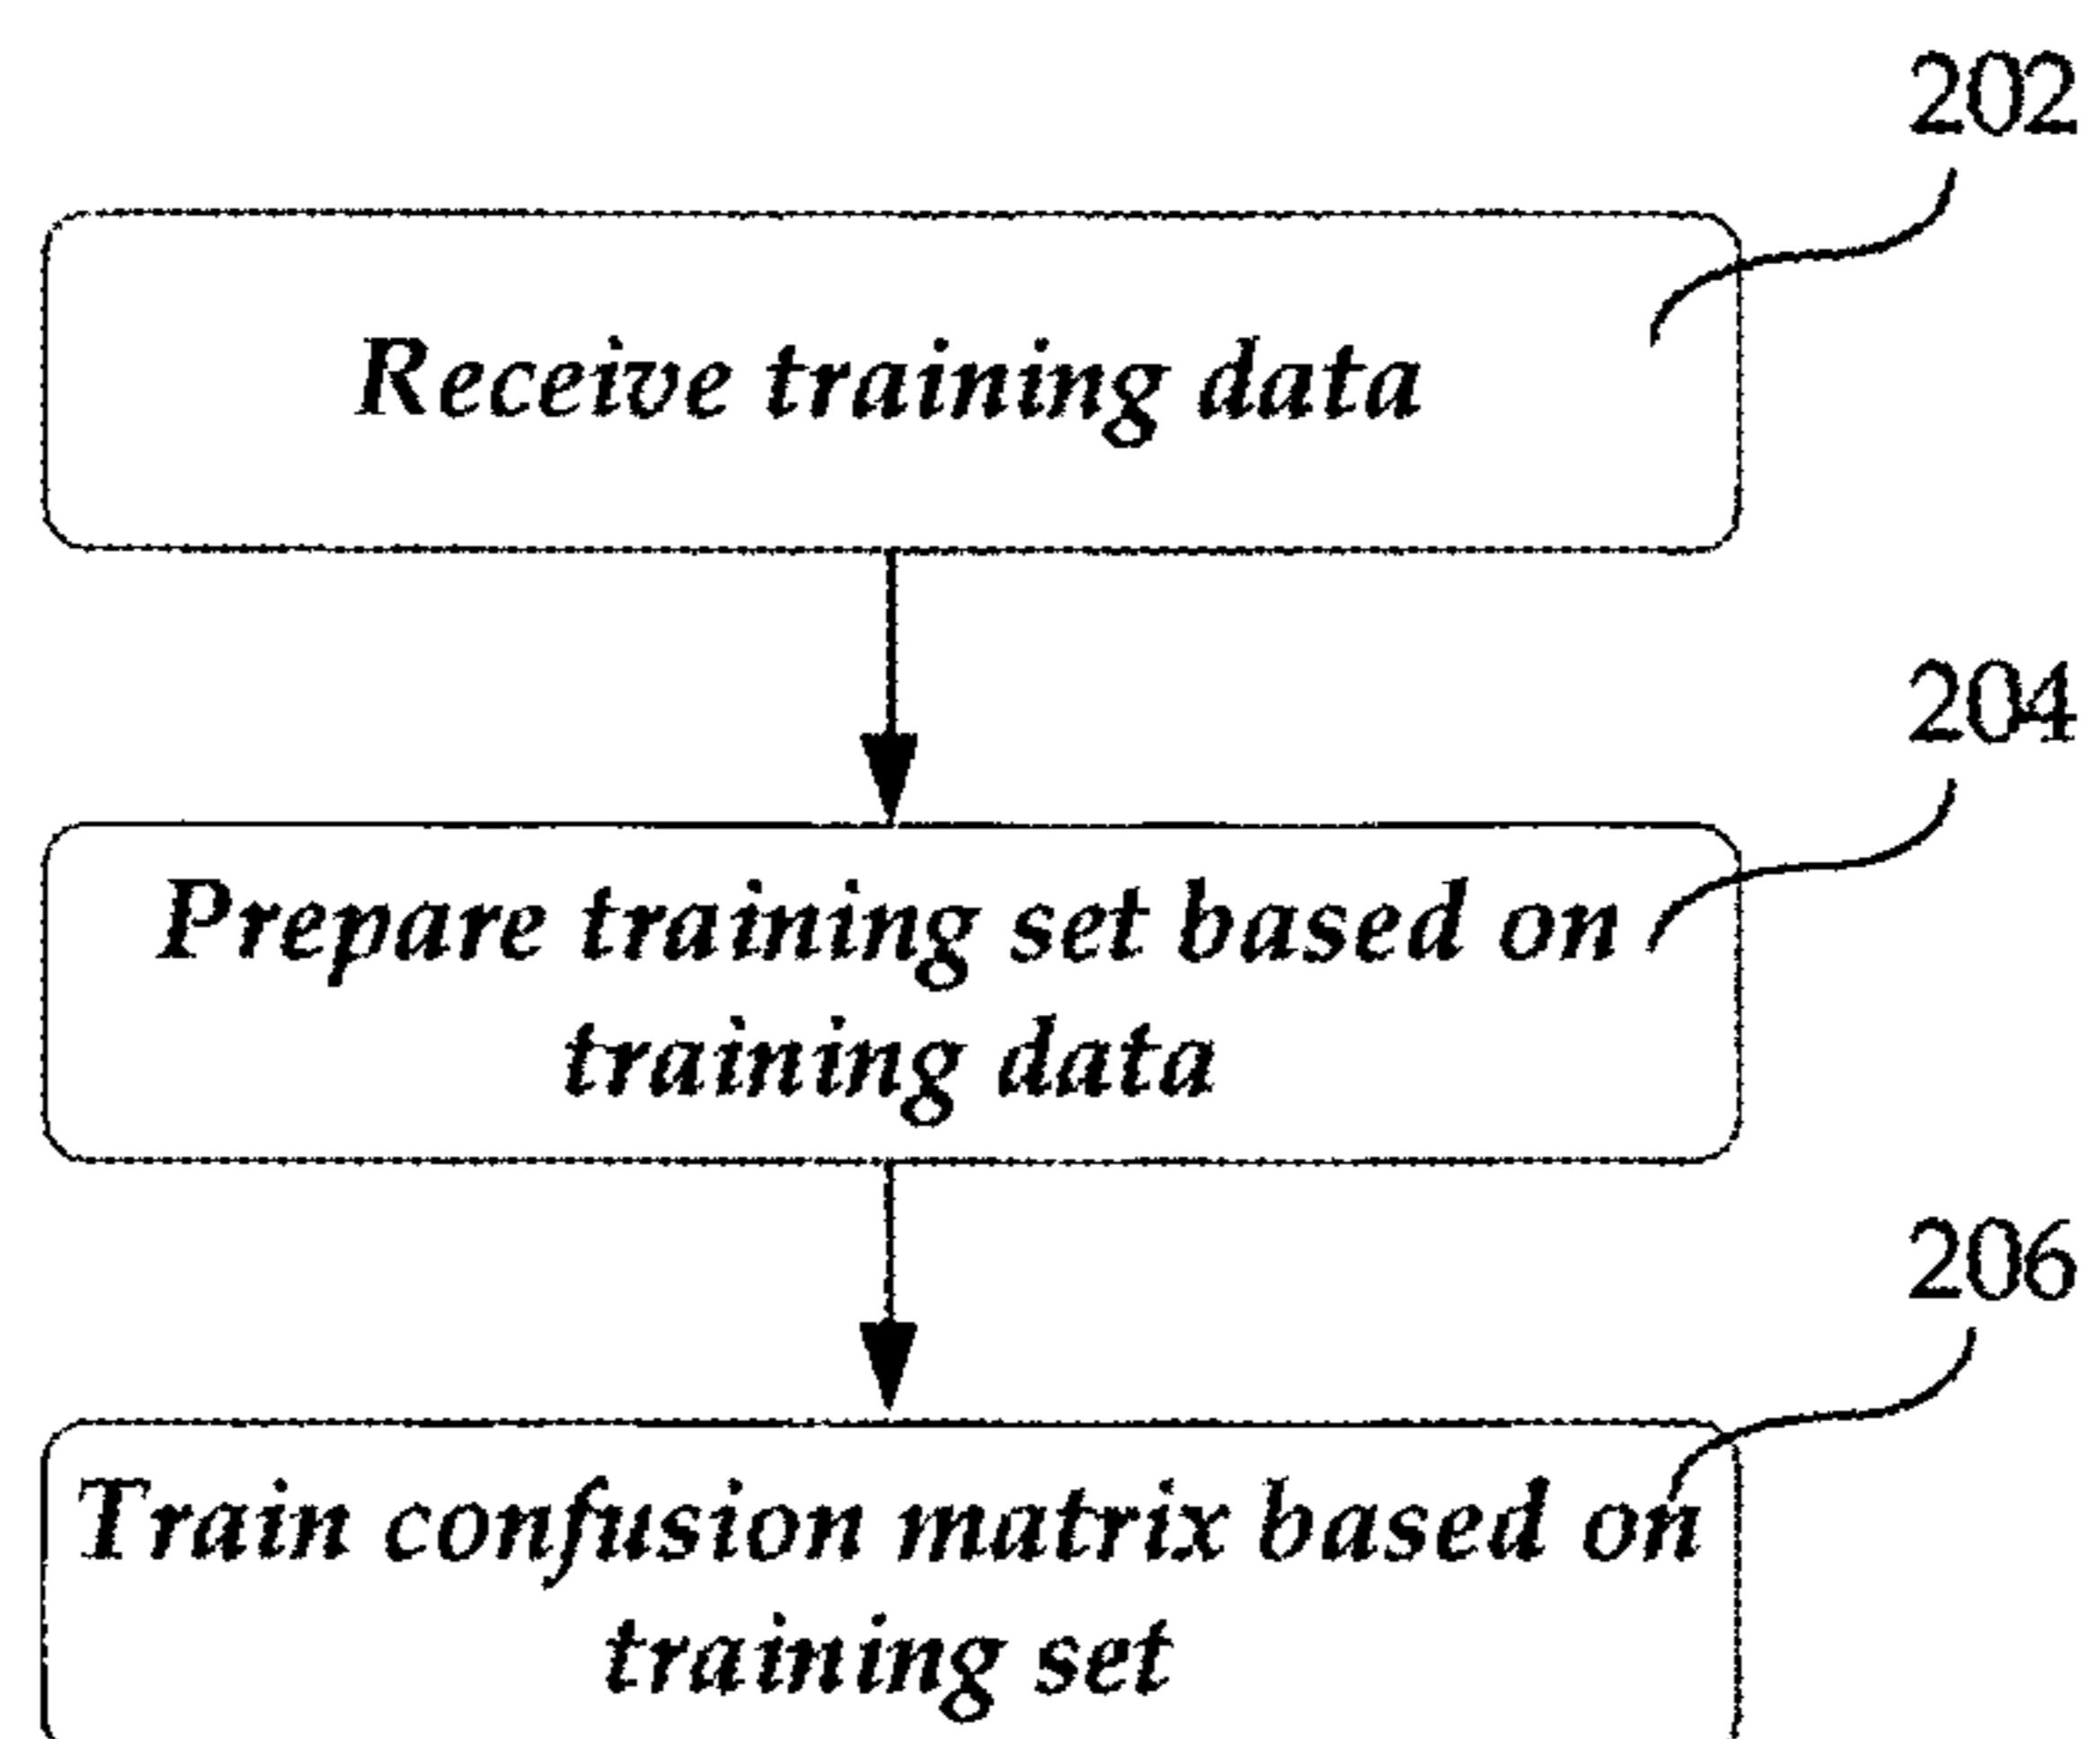 202
Receive training data
204
Prepare training set based on
training data
206
Train confusion matrix based on
training set